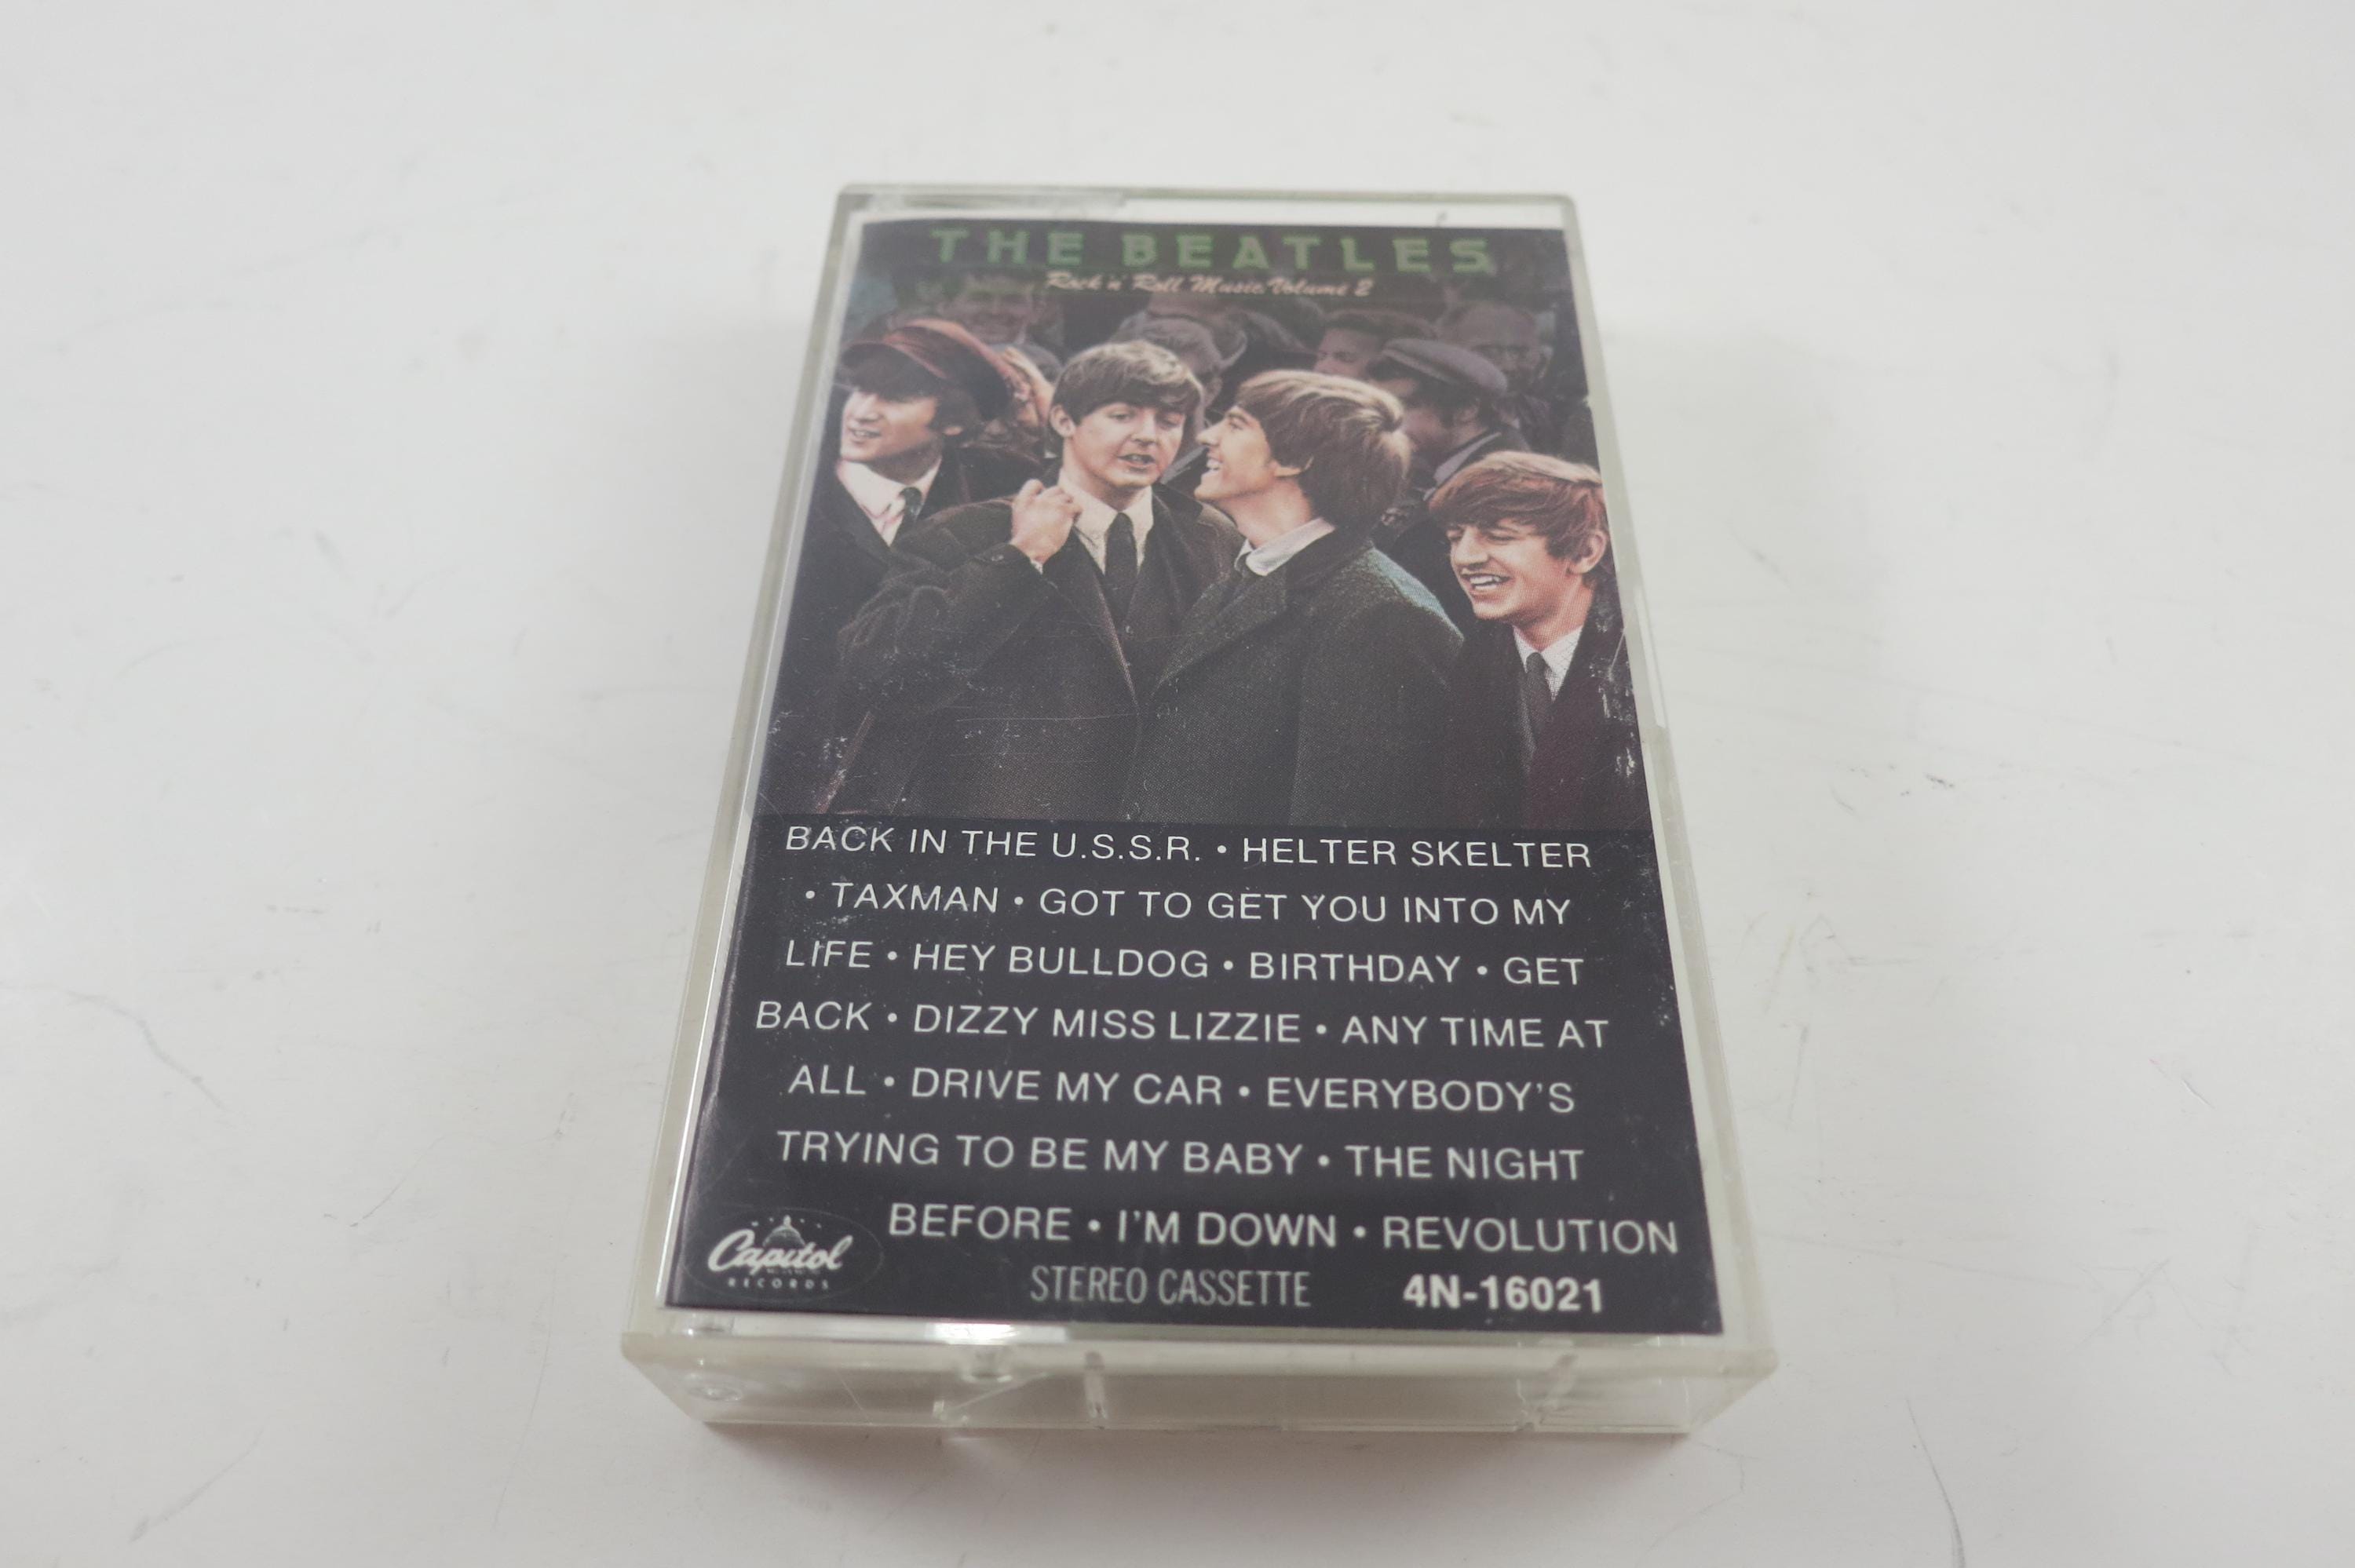 THE BEATLES
Rock 'n' Roll Music, Volume 2
BACK IN THE U.S.S.R. • HELTER SKELTER
• TAXMAN • GOT TO GET YOU INTO MY
LIFE • HEY BULLDOG • BIRTHDAY • GET
BACK • DIZZY MISS LIZZIE • ANY TIME AT
ALL • DRIVE MY CAR • EVERYBODY'S
TRYING TO BE MY BABY • THE NIGHT
BEFORE • I'M DOWN • REVOLUTION
Capitol
RECORDS
STEREO CASSETTE 4N-16021